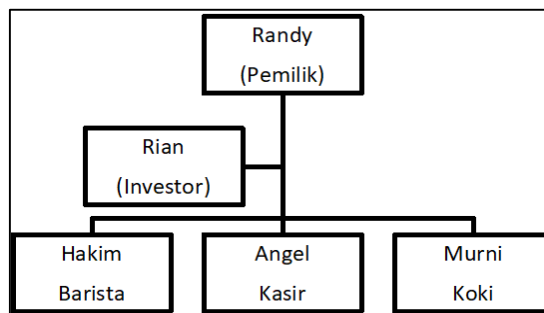 Randy
(Pemilik)
Rian
(Investor)
Hakim
Barista
Angel
Kasir
Murni
Koki